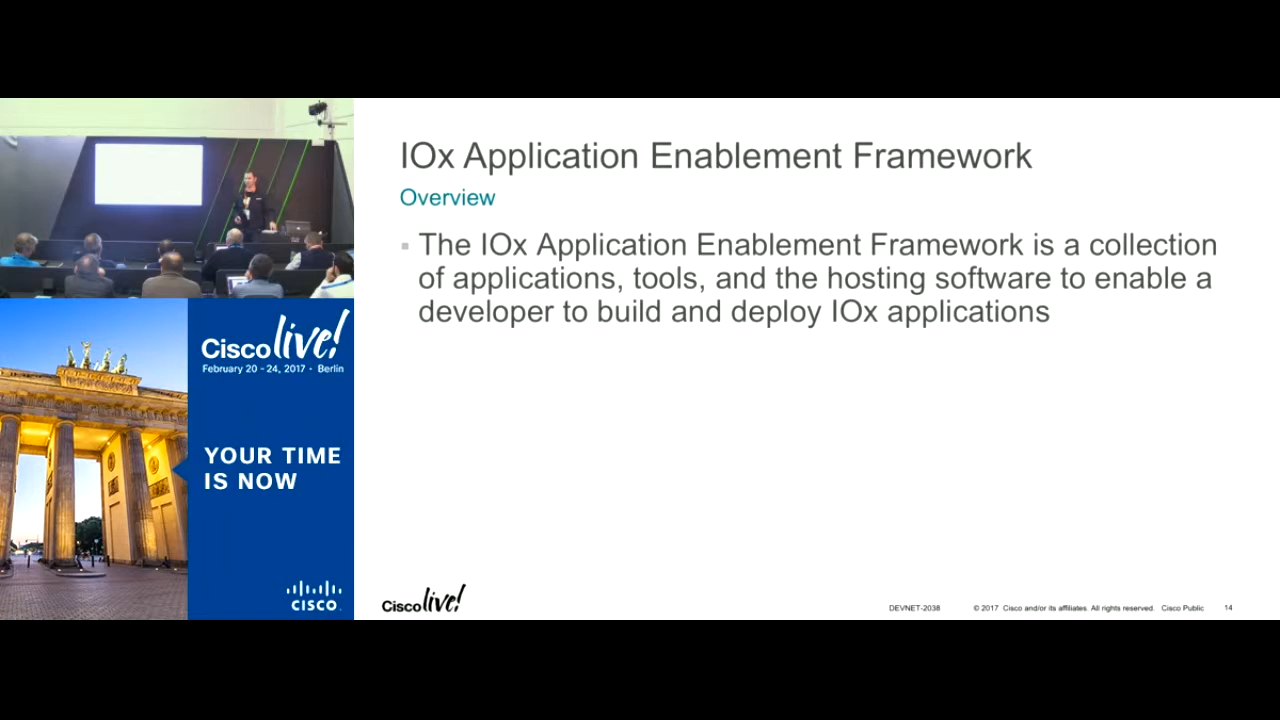 IOx Application Enablement Framework
Overview
▪ The IOx Application Enablement Framework is a collection
of applications, tools, and the hosting software to enable a
developer to build and deploy IOx applications
Cisco live!
February 20 - 24, 2017 • Berlin
YOUR TIME
IS NOW
CISCO.
Cisco live!
DEVNET-2038 © 2017 Cisco and/or its affiliates. All rights reserved. Cisco Public 14